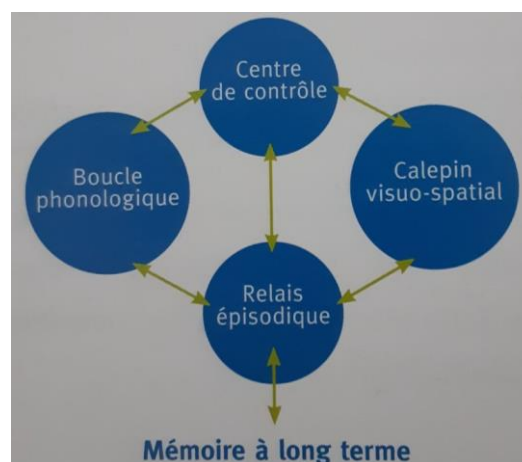 Centre
de contrôle
Boucle
phonologique
Calepin
visuo-spatial
Relais
épisodique
Mémoire à long terme